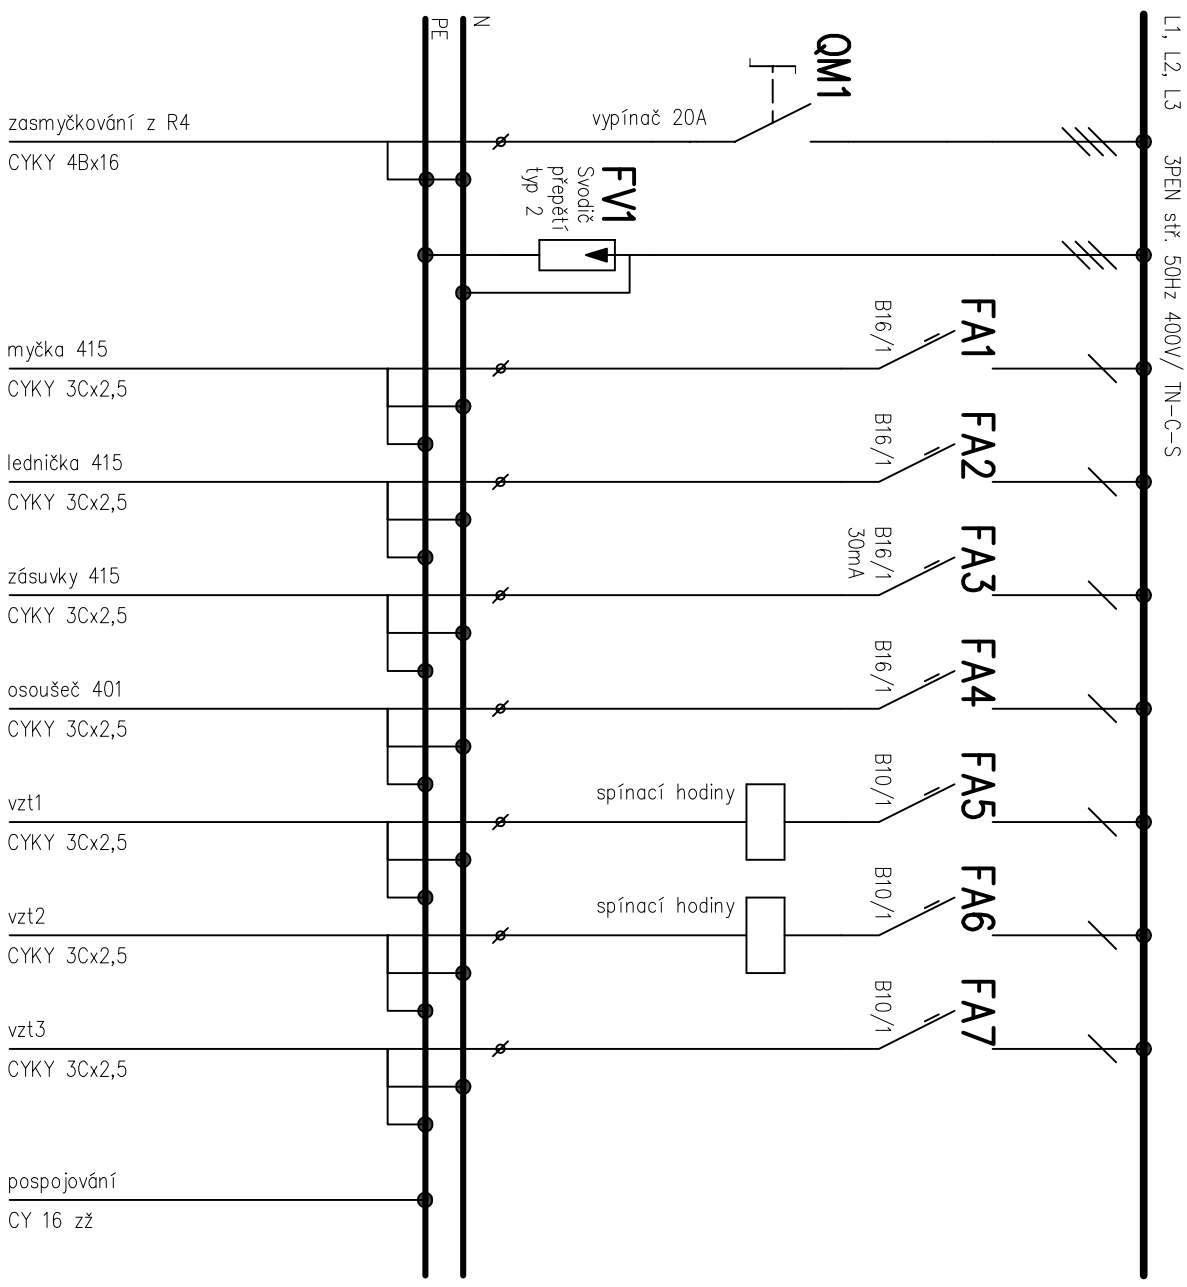 L1, L2, L3 3PEN stř. 50Hz 400V/ TN-C-S
N
PE
QM1
vypínač 20A
zasmyčkování z R4
CYKY 4Bx16
FV1
Svodič
přepětí
typ 2
FA1
B16/1
myčka 415
CYKY 3Cx2,5
FA2
B16/1
lednička 415
CYKY 3Cx2,5
FA3
B16/1
30mA
zásuvky 415
CYKY 3Cx2,5
FA4
B16/1
osoušeč 401
CYKY 3Cx2,5
FA5
B10/1
spínací hodiny
vzt1
CYKY 3Cx2,5
FA6
B10/1
spínací hodiny
vzt2
CYKY 3Cx2,5
FA7
B10/1
vzt3
CYKY 3Cx2,5
pospojování
CY 16 zž